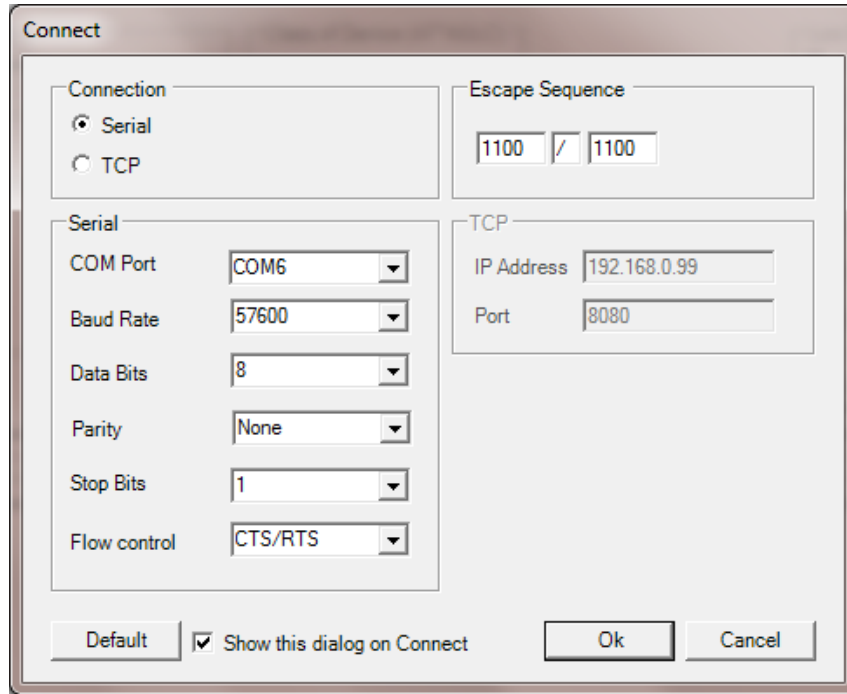 Connect
Connection
Serial
TCP
Escape Sequence
1100 / 1100
Serial
COM Port COM6
Baud Rate 57600
Data Bits 8
Parity None
Stop Bits 1
Flow control CTS/RTS
TCP
IP Address 192.168.0.99
Port 8080
Default Show this dialog on Connect Ok Cancel